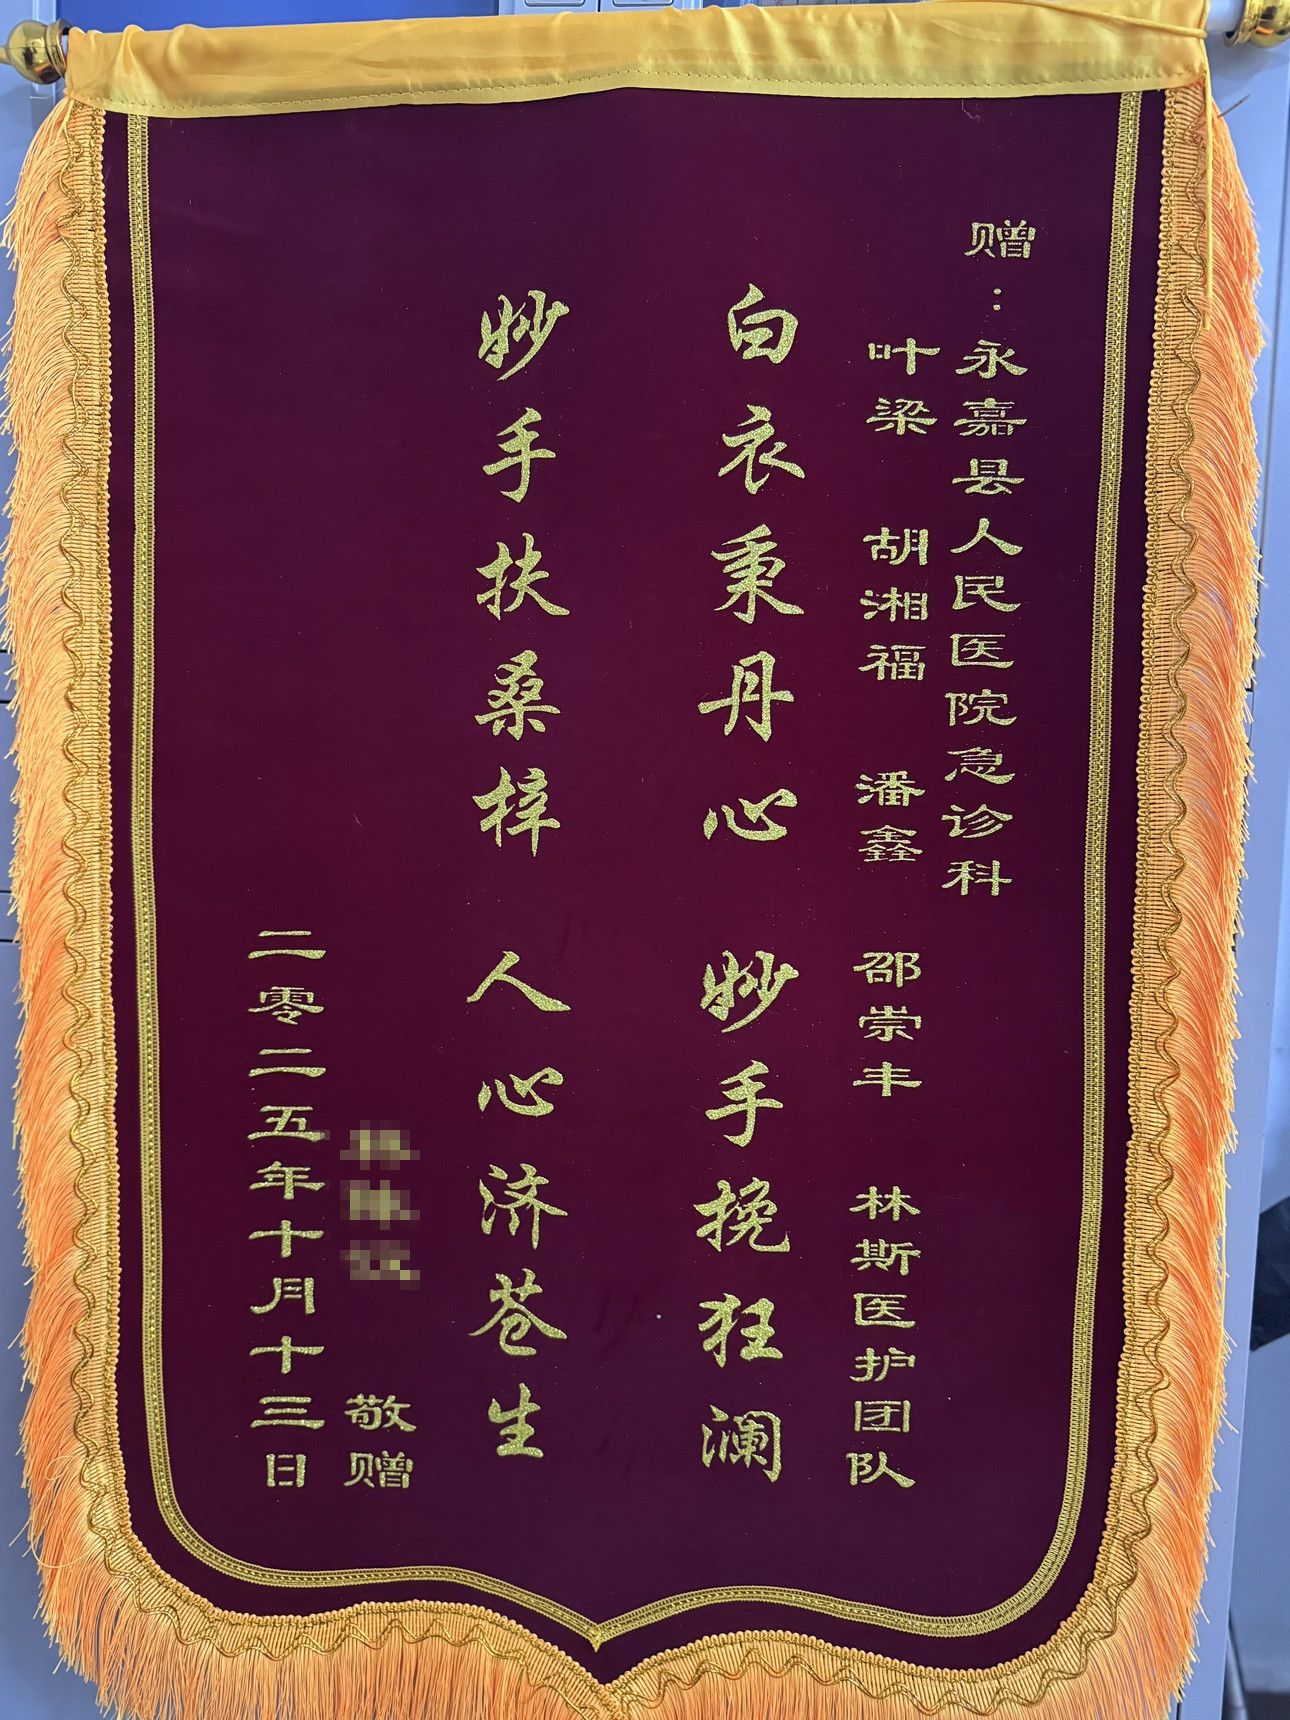 赠：永嘉县人民医院急诊科
叶梁 胡湘福 潘鑫 邵崇丰 林斯医护团队
白衣秉丹心 妙手挽狂澜
妙手扶桑梓 人心济苍生
敬赠
二零二五年十月十三日